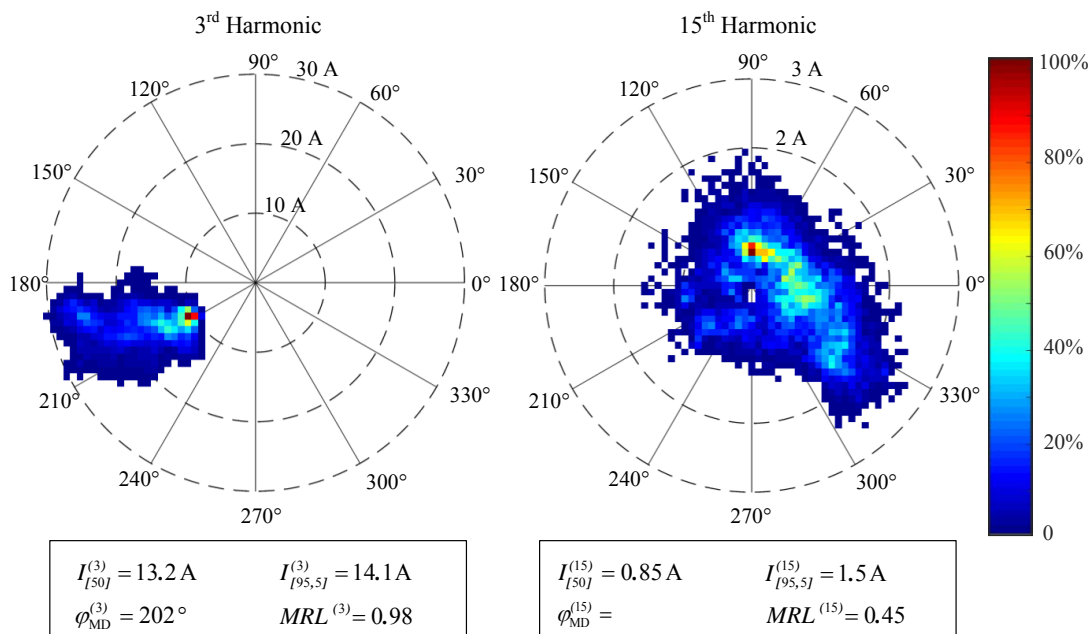 3rd Harmonic
90°
30 A
120°
60°
20 A
150°
30°
10 A
180°
0°
210°
330°
240°
300°
270°
15th Harmonic
90°
3 A
120°
60°
2 A
150°
30°
180°
0°
210°
330°
240°
300°
270°
100%
80%
60%
40%
20%
0
I[50](3) = 13.2 A I[95,5](3) = 14.1 A
φMD(3) = 202° MRL(3) = 0.98
I[50](15) = 0.85 A I[95,5](15) = 1.5 A
φMD(15) = MRL(15) = 0.45